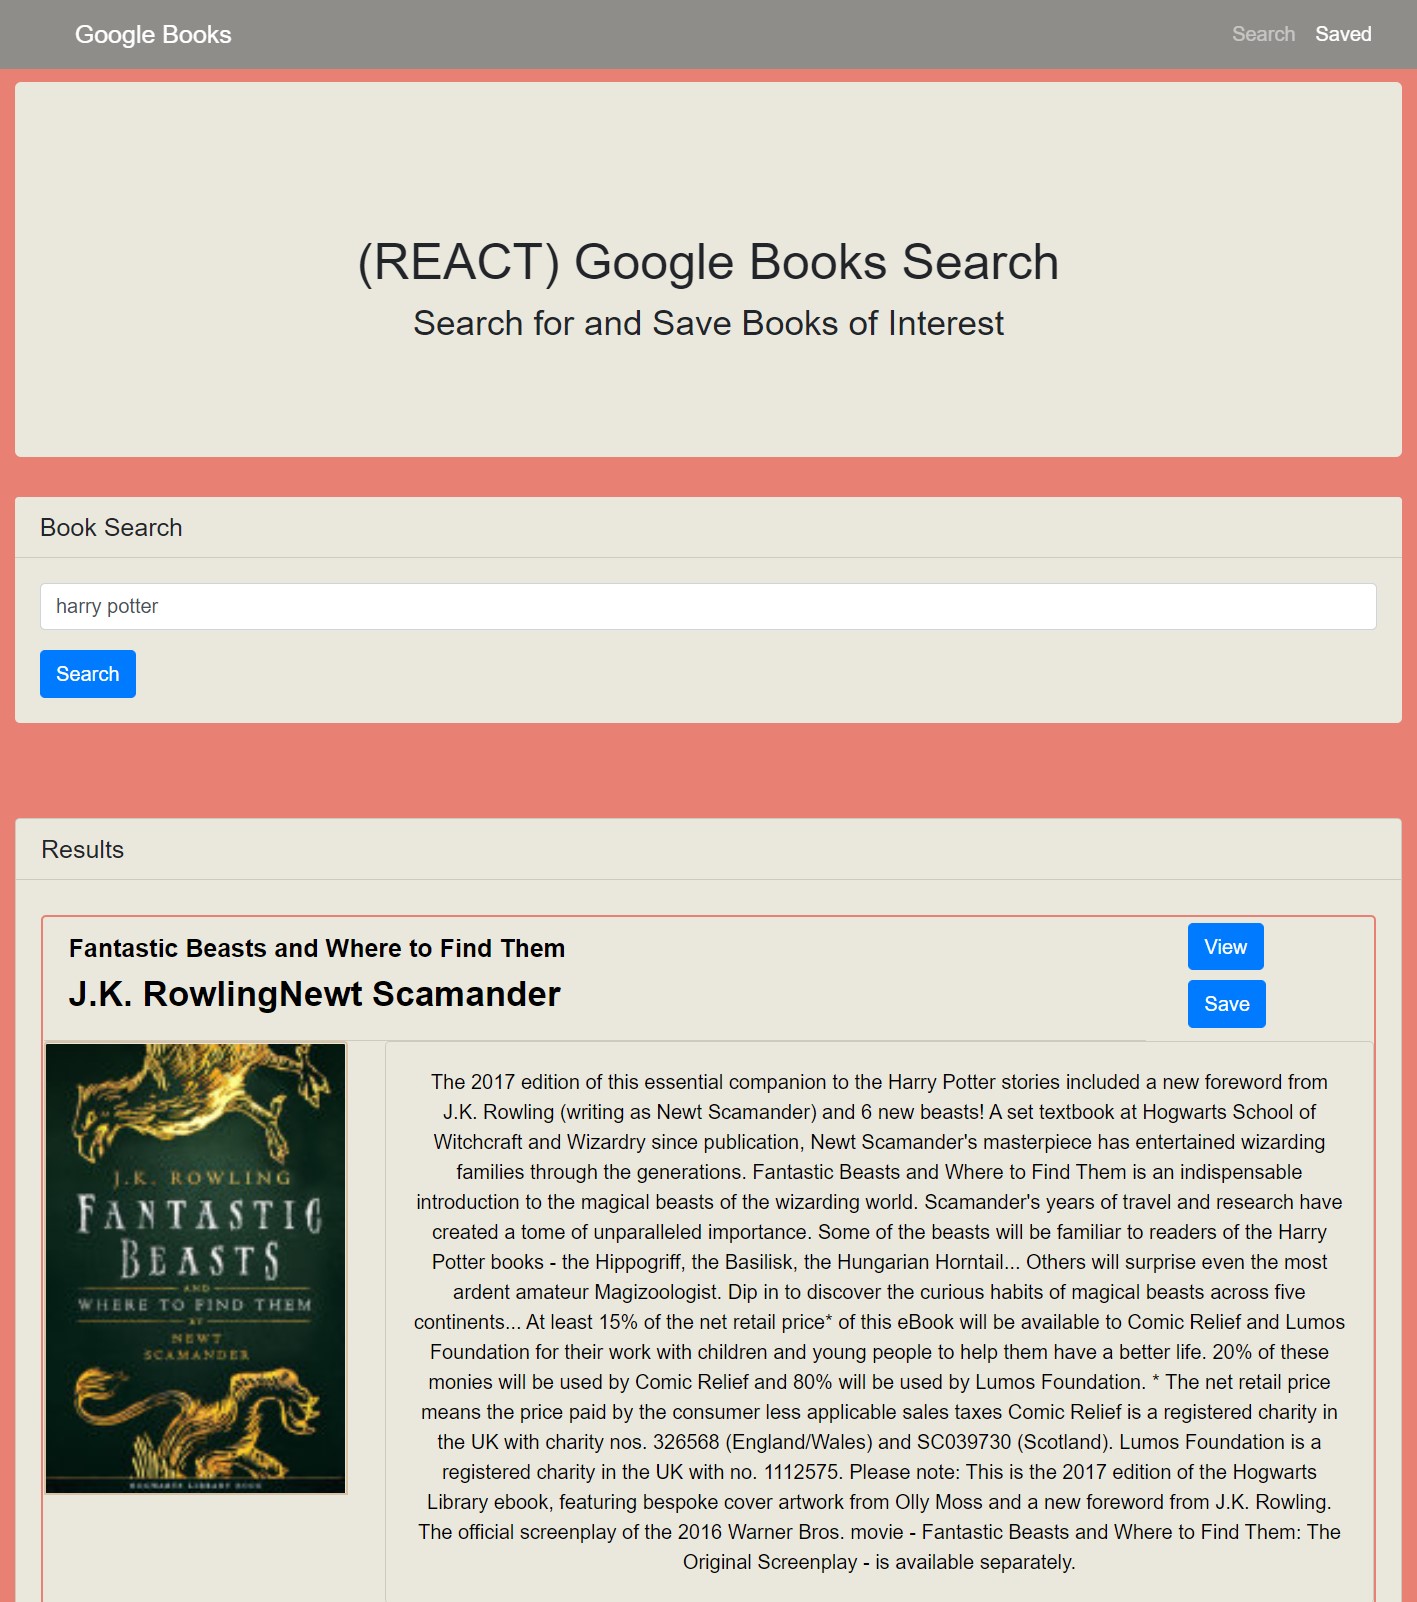 Google Books
Search Saved
(REACT) Google Books Search
Search for and Save Books of Interest
Book Search
harry potter
Search
Results
Fantastic Beasts and Where to Find Them
J.K. RowlingNewt Scamander
View
Save
J.K. ROWLING
FANTASTIC
BEASTS
AND
WHERE TO FIND THEM
BY
NEWT
SCAMANDER
HOGWARTS LIBRARY BOOK
The 2017 edition of this essential companion to the Harry Potter stories included a new foreword from
J.K. Rowling (writing as Newt Scamander) and 6 new beasts! A set textbook at Hogwarts School of
Witchcraft and Wizardry since publication, Newt Scamander's masterpiece has entertained wizarding
families through the generations. Fantastic Beasts and Where to Find Them is an indispensable
introduction to the magical beasts of the wizarding world. Scamander's years of travel and research have
created a tome of unparalleled importance. Some of the beasts will be familiar to readers of the Harry
Potter books - the Hippogriff, the Basilisk, the Hungarian Horntail... Others will surprise even the most
ardent amateur Magizoologist. Dip in to discover the curious habits of magical beasts across five
continents... At least 15% of the net retail price* of this eBook will be available to Comic Relief and Lumos
Foundation for their work with children and young people to help them have a better life. 20% of these
monies will be used by Comic Relief and 80% will be used by Lumos Foundation. * The net retail price
means the price paid by the consumer less applicable sales taxes Comic Relief is a registered charity in
the UK with charity nos. 326568 (England/Wales) and SC039730 (Scotland). Lumos Foundation is a
registered charity in the UK with no. 1112575. Please note: This is the 2017 edition of the Hogwarts
Library ebook, featuring bespoke cover artwork from Olly Moss and a new foreword from J.K. Rowling.
The official screenplay of the 2016 Warner Bros. movie - Fantastic Beasts and Where to Find Them: The
Original Screenplay - is available separately.